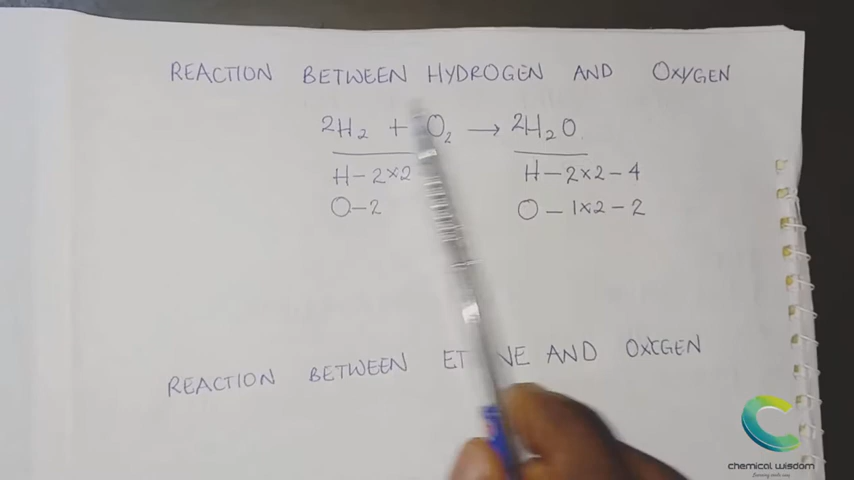 REACTION BETWEEN HYDROGEN AND OXYGEN
2H₂ + O₂ → 2H₂O
H - 2×2
H - 2×2 - 4
O - 2
O - 1×2 - 2
REACTION BETWEEN AND OXYGEN
chemical wisdom